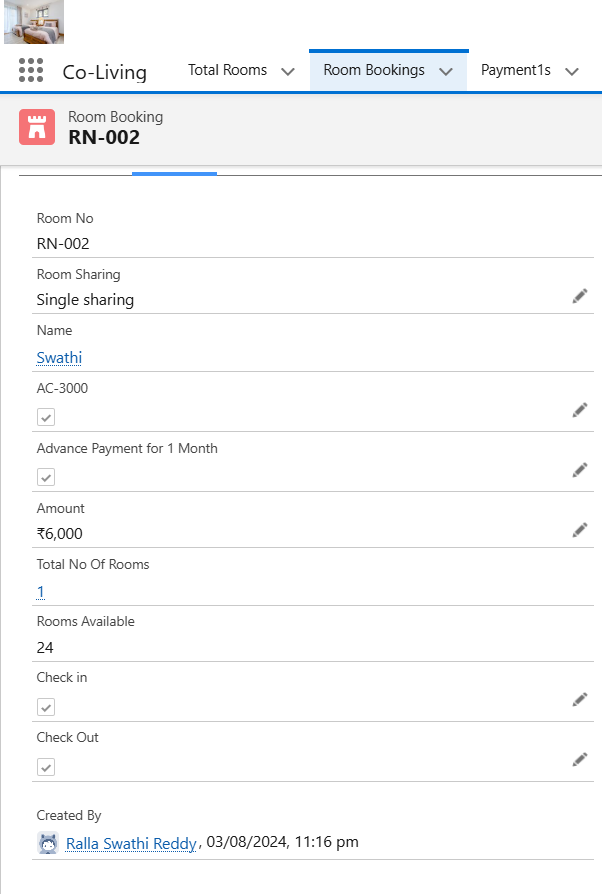 Co-Living Total Rooms Room Bookings Payment1s
Room Booking
RN-002
Room No
RN-002
Room Sharing
Single sharing
Name
Swathi
AC-3000
Advance Payment for 1 Month
Amount
₹6,000
Total No Of Rooms
1
Rooms Available
24
Check in
Check Out
Created By
Ralla Swathi Reddy, 03/08/2024, 11:16 pm